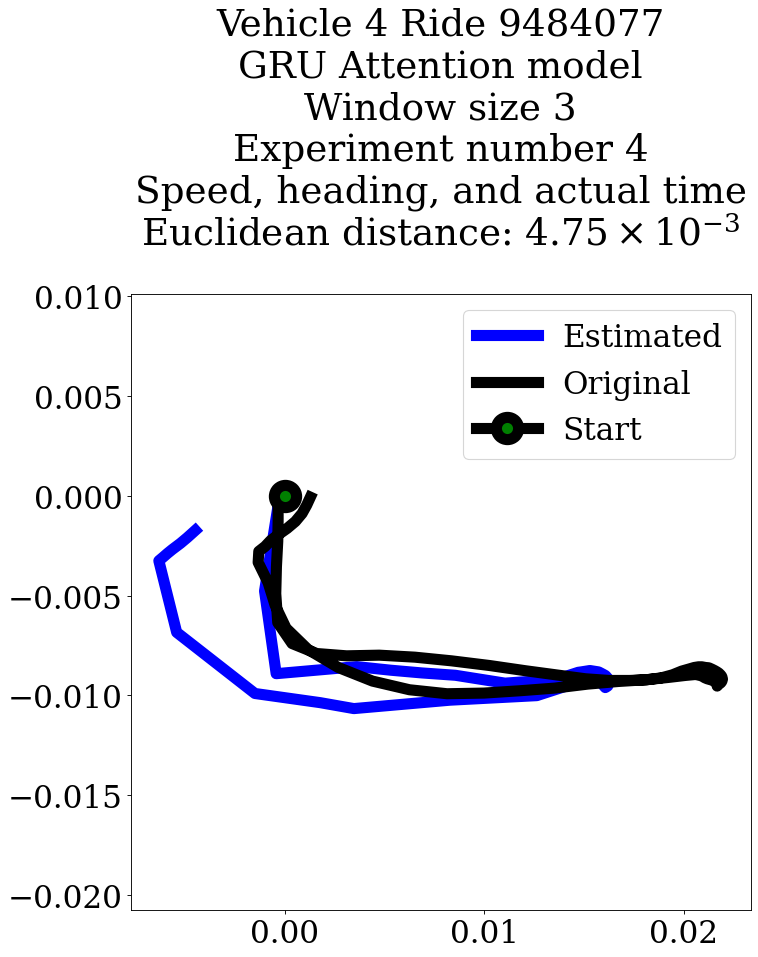 Vehicle 4 Ride 9484077
GRU Attention model
Window size 3
Experiment number 4
Speed, heading, and actual time
Euclidean distance: 4.75 × 10⁻³
0.010
0.005
0.000
−0.005
−0.010
−0.015
−0.020
Estimated
Original
Start
0.00 0.01 0.02